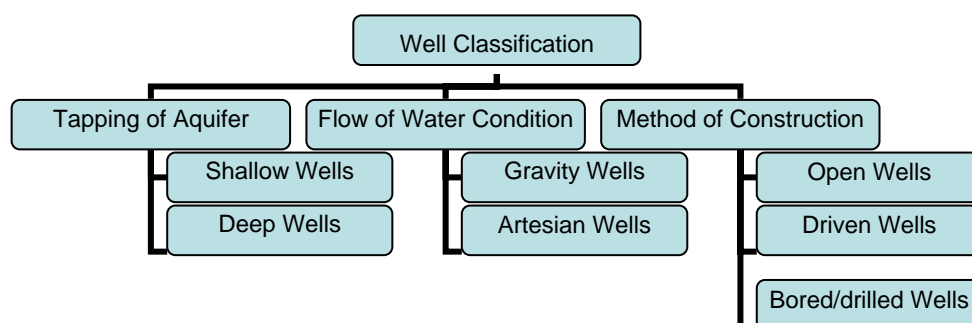 Well Classification
Tapping of Aquifer
Flow of Water Condition
Method of Construction
Shallow Wells
Gravity Wells
Open Wells
Deep Wells
Artesian Wells
Driven Wells
Bored/drilled Wells